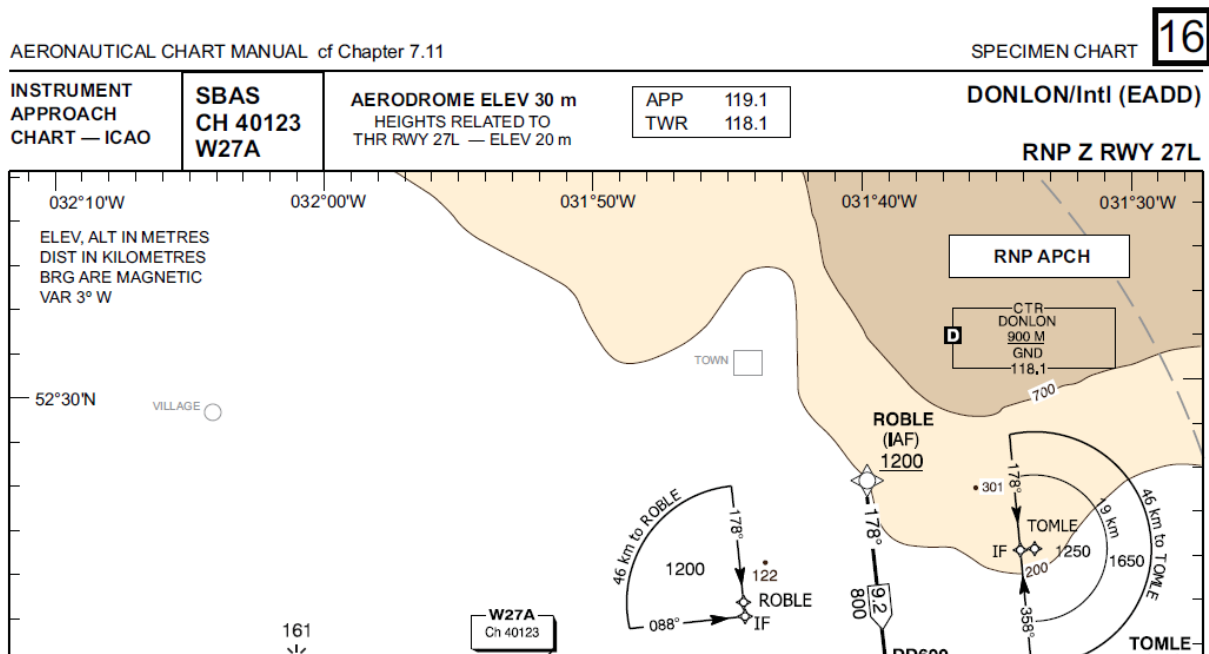 16
AERONAUTICAL CHART MANUAL cf Chapter 7.11
SPECIMEN CHART
INSTRUMENT
APPROACH
CHART — ICAO
SBAS
CH 40123
W27A
AERODROME ELEV 30 m
HEIGHTS RELATED TO
THR RWY 27L — ELEV 20 m
APP 119.1
TWR 118.1
DONLON/Intl (EADD)
RNP Z RWY 27L
032°10'W
032°00'W
031°50'W
031°40'W
031°30'W
ELEV, ALT IN METRES
DIST IN KILOMETRES
BRG ARE MAGNETIC
VAR 3° W
RNP APCH
CTR
DONLON
D
900 M
GND
118.1
TOWN
700
52°30'N
VILLAGE
ROBLE
(IAF)
1200
178°
301
46 km to ROBLE
178°
178°
19 km
46 km to TOMLE
TOMLE
IF
1250
1650
200
1200
122
ROBLE
IF
088°
9.2
800
358°
W27A
Ch 40123
161
TOMLE
DD600